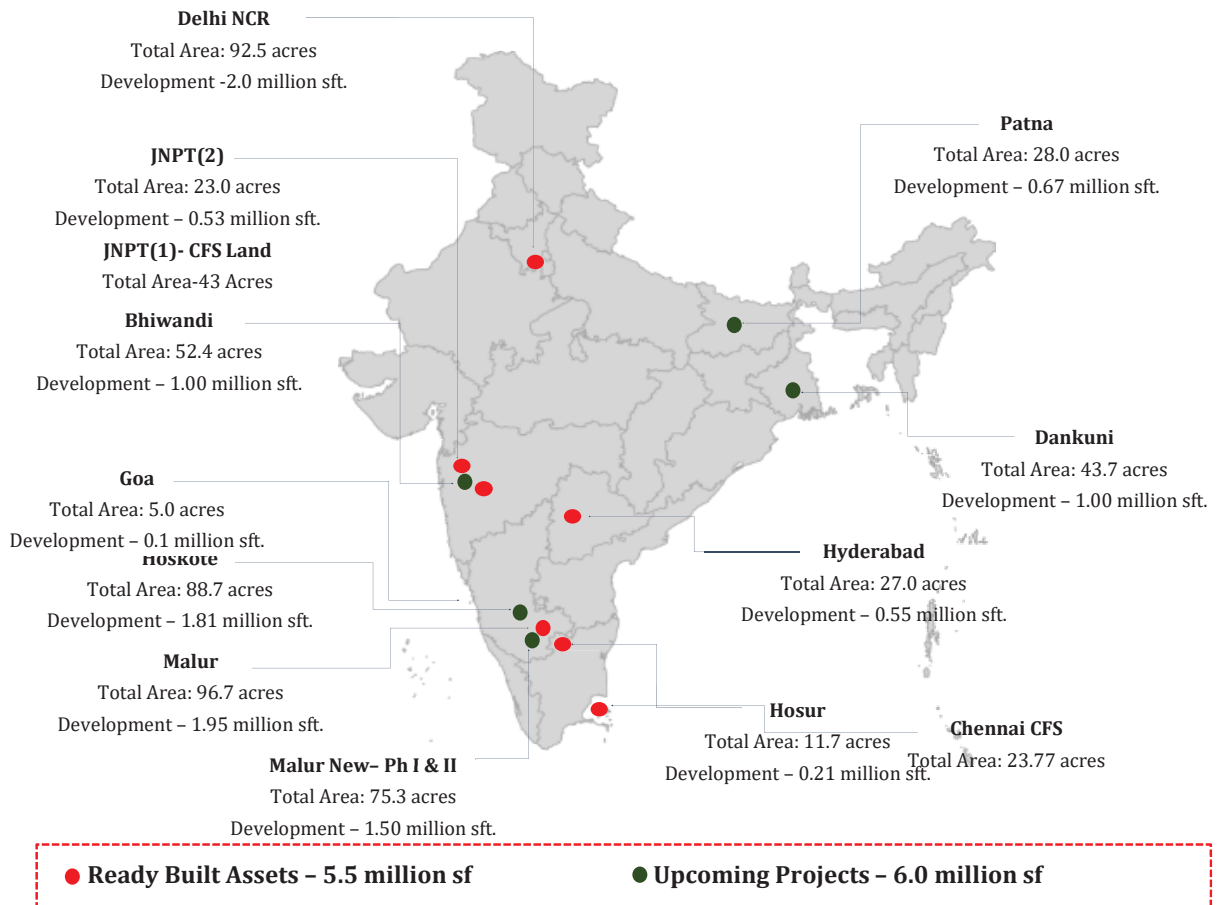 Delhi NCR
Total Area: 92.5 acres
Development -2.0 million sft.
JNPT(2)
Total Area: 23.0 acres
Development – 0.53 million sft.
JNPT(1)- CFS Land
Total Area-43 Acres
Bhiwandi
Total Area: 52.4 acres
Development – 1.00 million sft.
Goa
Total Area: 5.0 acres
Development – 0.1 million sft.
Hoskote
Total Area: 88.7 acres
Development – 1.81 million sft.
Malur
Total Area: 96.7 acres
Development – 1.95 million sft.
Malur New– Ph I & II
Total Area: 75.3 acres
Development – 1.50 million sft.
Patna
Total Area: 28.0 acres
Development – 0.67 million sft.
Dankuni
Total Area: 43.7 acres
Development – 1.00 million sft.
Hyderabad
Total Area: 27.0 acres
Development – 0.55 million sft.
Hosur
Total Area: 11.7 acres
Development – 0.21 million sft.
Chennai CFS
Total Area: 23.77 acres
Ready Built Assets – 5.5 million sf
Upcoming Projects – 6.0 million sf